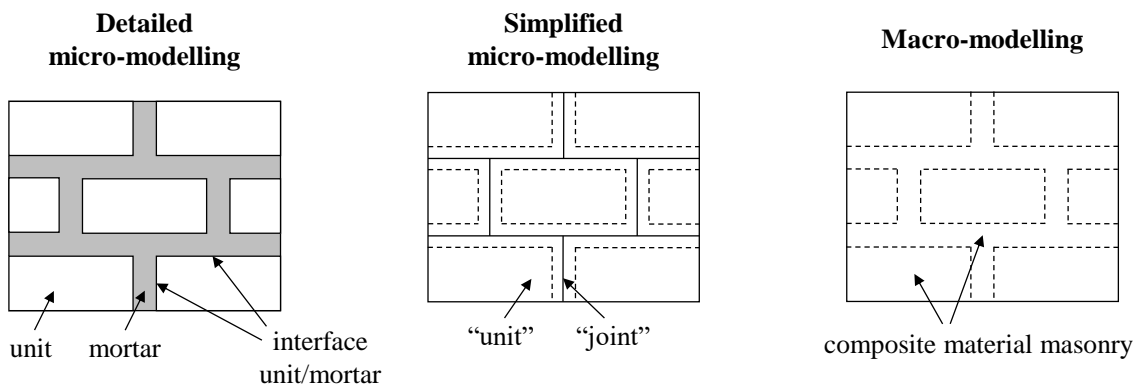 Detailed
micro-modelling
Simplified
micro-modelling
Macro-modelling
unit
mortar
interface
unit/mortar
“unit”
“joint”
composite material masonry